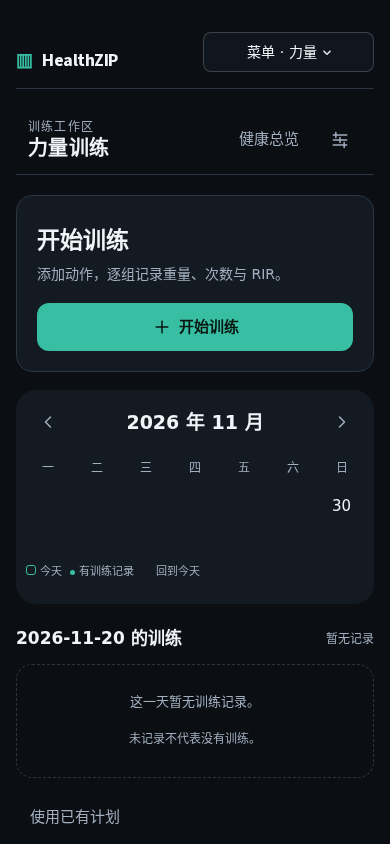 HealthZIP
菜单 · 力量
训练工作区
力量训练
健康总览
开始训练
添加动作，逐组记录重量、次数与 RIR。
开始训练
2026 年 11 月
一 二 三 四 五 六 日
30
今天 有训练记录 回到今天
2026-11-20 的训练
暂无记录
这一天暂无训练记录。
未记录不代表没有训练。
使用已有计划